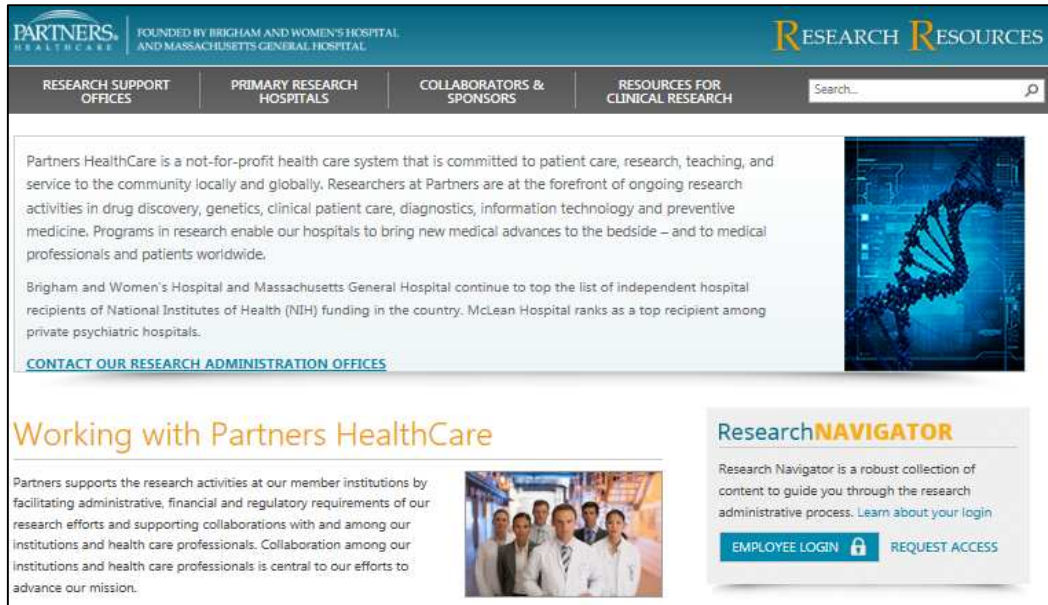 PARTNERS®
HEALTHCARE
FOUNDED BY BRIGHAM AND WOMEN'S HOSPITAL
AND MASSACHUSETTS GENERAL HOSPITAL
RESEARCH RESOURCES
RESEARCH SUPPORT
OFFICES
PRIMARY RESEARCH
HOSPITALS
COLLABORATORS &
SPONSORS
RESOURCES FOR
CLINICAL RESEARCH
Search...
Partners HealthCare is a not-for-profit health care system that is committed to patient care, research, teaching, and
service to the community locally and globally. Researchers at Partners are at the forefront of ongoing research
activities in drug discovery, genetics, clinical patient care, diagnostics, information technology and preventive
medicine. Programs in research enable our hospitals to bring new medical advances to the bedside – and to medical
professionals and patients worldwide.
Brigham and Women's Hospital and Massachusetts General Hospital continue to top the list of independent hospital
recipients of National Institutes of Health (NIH) funding in the country. McLean Hospital ranks as a top recipient among
private psychiatric hospitals.
CONTACT OUR RESEARCH ADMINISTRATION OFFICES
Working with Partners HealthCare
Partners supports the research activities at our member institutions by
facilitating administrative, financial and regulatory requirements of our
research efforts and supporting collaborations with and among our
institutions and health care professionals. Collaboration among our
institutions and health care professionals is central to our efforts to
advance our mission.
ResearchNAVIGATOR
Research Navigator is a robust collection of
content to guide you through the research
administrative process. Learn about your login
EMPLOYEE LOGIN
REQUEST ACCESS